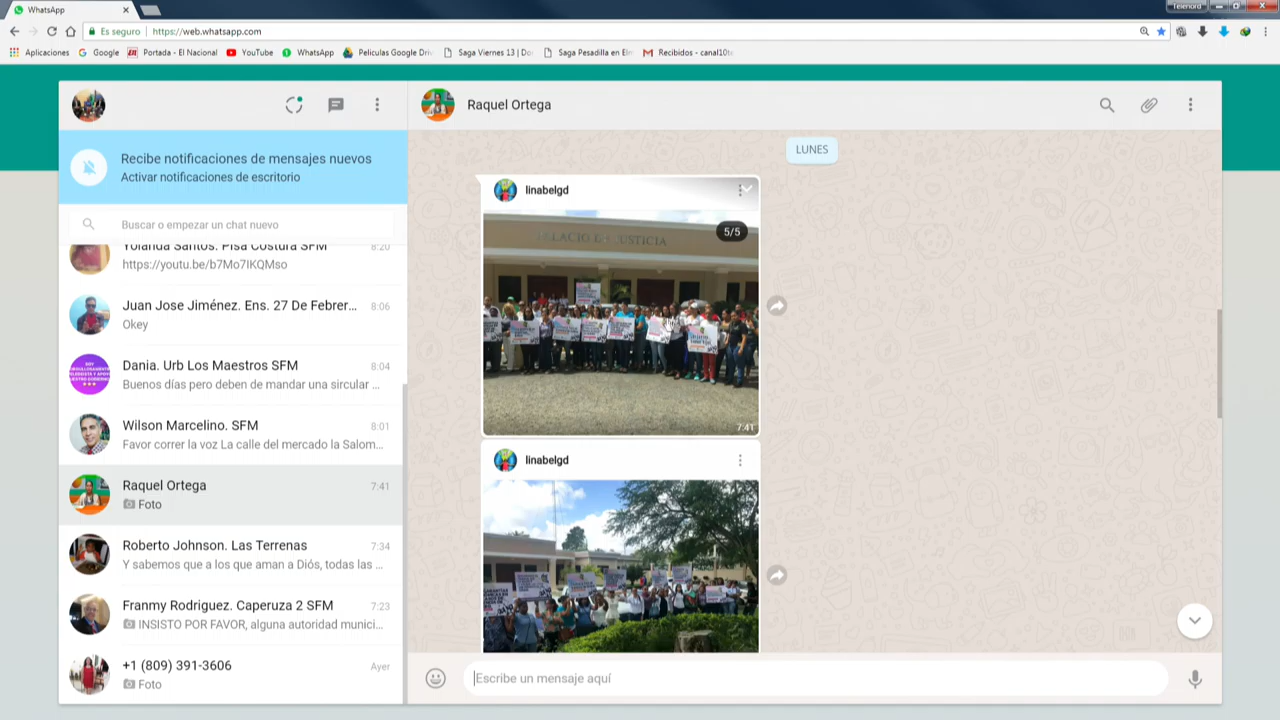 WhatsApp
Telenord
Es seguro
https://web.whatsapp.com
Aplicaciones
Google
Portada - El Nacional
YouTube
WhatsApp
Peliculas Google Driv
Saga Viernes 13 | Do
Saga Pesadilla en Elm
Recibidos - canal10te
Recibe notificaciones de mensajes nuevos
Activar notificaciones de escritorio
Buscar o empezar un chat nuevo
Yolanda Santos. Pisa Costura SFM
8:20
https://youtu.be/b7Mo7IKQMso
Juan Jose Jiménez. Ens. 27 De Febrer...
8:06
Okey
Dania. Urb Los Maestros SFM
8:04
Buenos días pero deben de mandar una sircular ...
Wilson Marcelino. SFM
8:01
Favor correr la voz La calle del mercado la Salom...
Raquel Ortega
7:41
Foto
Roberto Johnson. Las Terrenas
7:34
Y sabemos que a los que aman a Diós, todas las ...
Franmy Rodriguez. Caperuza 2 SFM
7:23
INSISTO POR FAVOR, alguna autoridad munici...
+1 (809) 391-3606
Ayer
Foto
Raquel Ortega
LUNES
linabelgd
5/5
PALACIO DE JUSTICIA
7:41
linabelgd
Escribe un mensaje aquí